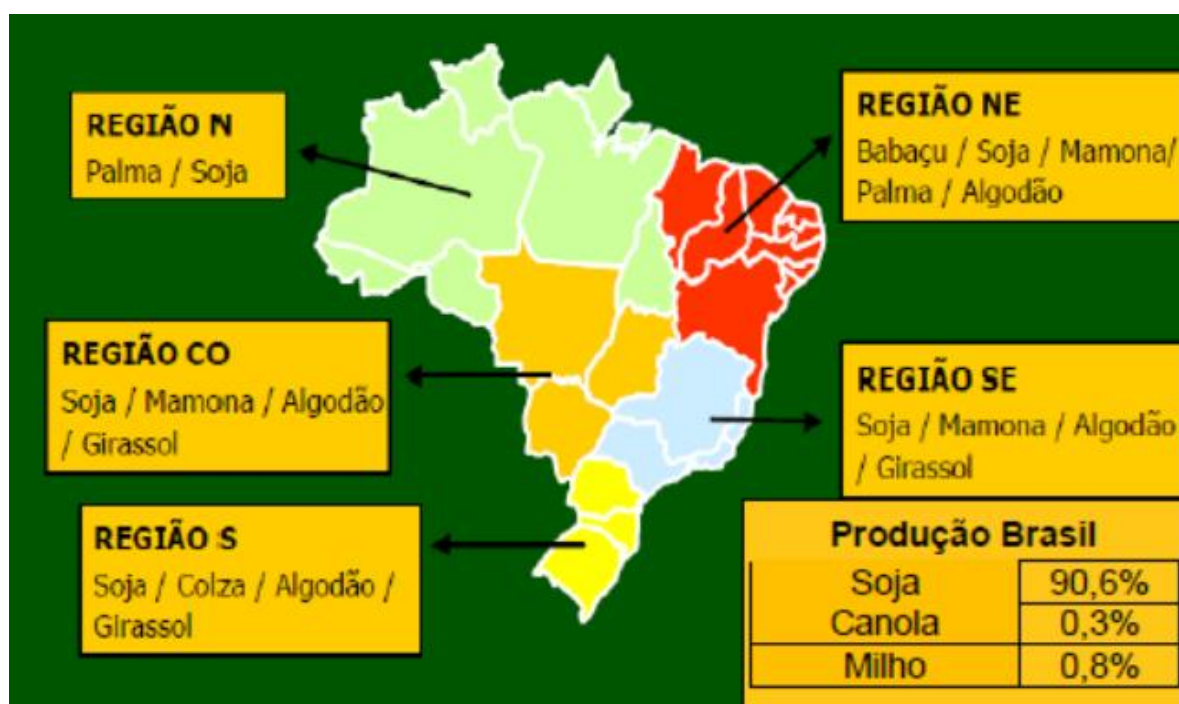 REGIÃO N
Palma / Soja
REGIÃO NE
Babaçu / Soja / Mamona/
Palma / Algodão
REGIÃO CO
Soja / Mamona / Algodão
/ Girassol
REGIÃO SE
Soja / Mamona / Algodão
/ Girassol
REGIÃO S
Soja / Colza / Algodão /
Girassol
Produção Brasil
Soja 90,6%
Canola 0,3%
Milho 0,8%